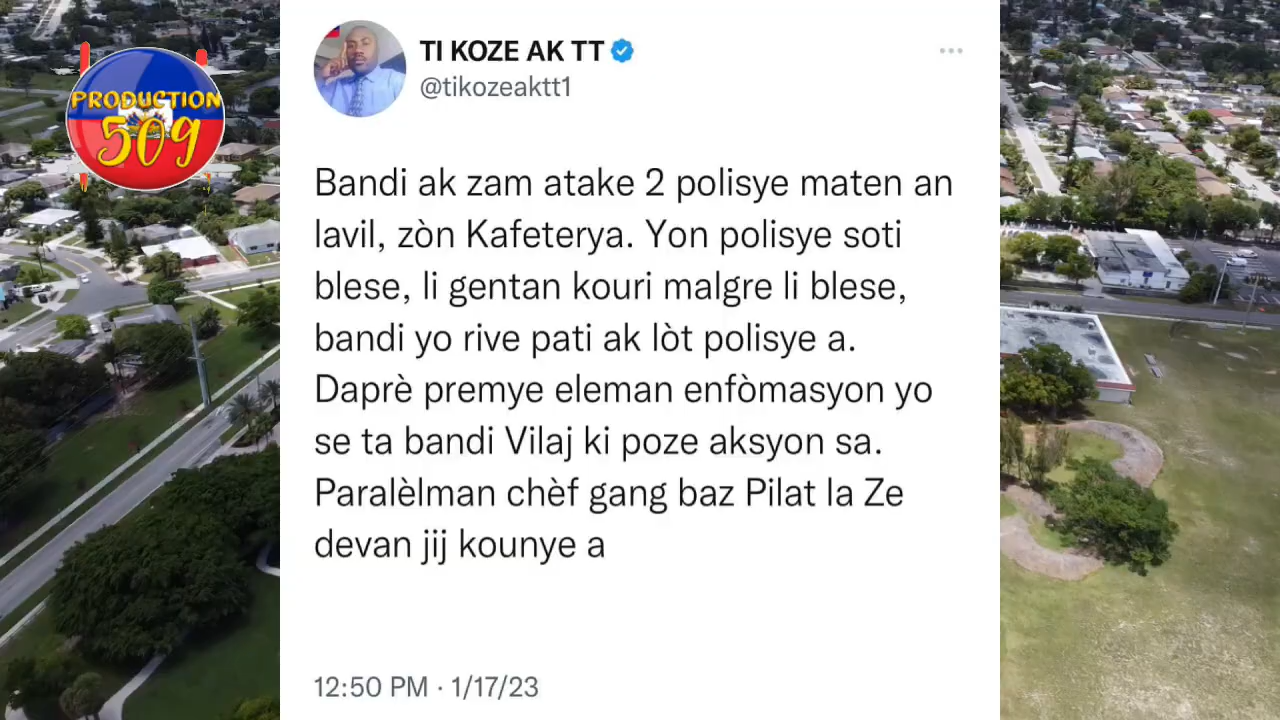 PRODUCTION
509
TI KOZE AK TT
@tikozeaktt1
Bandi ak zam atake 2 polisye maten an
lavil, zòn Kafeterya. Yon polisye soti
blese, li gentan kouri malgre li blese,
bandi yo rive pati ak lòt polisye a.
Daprè premye eleman enfòmasyon yo
se ta bandi Vilaj ki poze aksyon sa.
Paralèlman chèf gang baz Pilat la Ze
devan jij kounye a
12:50 PM · 1/17/23